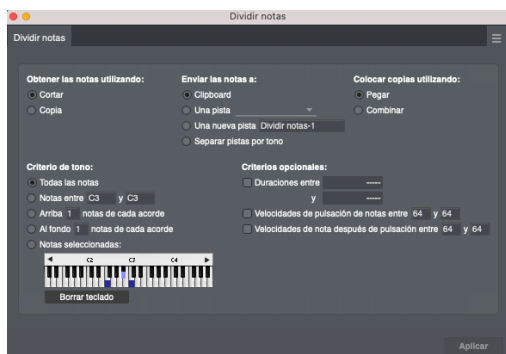 Dividir notas
Dividir notas
Obtener las notas utilizando:
Cortar
Copia
Enviar las notas a:
Clipboard
Una pista
Una nueva pista Dividir notas-1
Separar pistas por tono
Colocar copias utilizando:
Pegar
Combinar
Criterio de tono:
Todas las notas
Notas entre C3 y C3
Arriba 1 notas de cada acorde
Al fondo 1 notas de cada acorde
Notas seleccionadas:
C2 C3 C4
Borrar teclado
Criterios opcionales:
Duraciones entre -----
y -----
Velocidades de pulsación de notas entre 64 y 64
Velocidades de nota después de pulsación entre 64 y 64
Aplicar